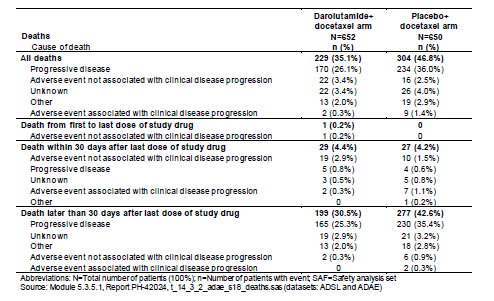 Darolutamide+ Placebo+
docetaxel arm docetaxel arm
Deaths N=652 N=650
Cause of death n (%) n (%)
All deaths 229 (35.1%) 304 (46.8%)
Progressive disease 170 (26.1%) 234 (36.0%)
Adverse event not associated with clinical disease progression 22 (3.4%) 16 (2.5%)
Unknown 22 (3.4%) 26 (4.0%)
Other 13 (2.0%) 19 (2.9%)
Adverse event associated with clinical disease progression 2 (0.3%) 9 (1.4%)
Death from first to last dose of study drug 1 (0.2%) 0
Adverse event not associated with clinical disease progression 1 (0.2%) 0
Death within 30 days after last dose of study drug 29 (4.4%) 27 (4.2%)
Adverse event not associated with clinical disease progression 19 (2.9%) 10 (1.5%)
Progressive disease 5 (0.8%) 4 (0.6%)
Unknown 3 (0.5%) 5 (0.8%)
Adverse event associated with clinical disease progression 2 (0.3%) 7 (1.1%)
Other 0 1 (0.2%)
Death later than 30 days after last dose of study drug 199 (30.5%) 277 (42.6%)
Progressive disease 165 (25.3%) 230 (35.4%)
Unknown 19 (2.9%) 21 (3.2%)
Other 13 (2.0%) 18 (2.8%)
Adverse event not associated with clinical disease progression 2 (0.3%) 6 (0.9%)
Adverse event associated with clinical disease progression 0 2 (0.3%)
Abbreviations: N=Total number of patients (100%); n=Number of patients with event; SAF=Safety analysis set
Source: Module 5.3.5.1, Report PH-42024, t_14_3_2_adae_s18_deaths.sas (datasets: ADSL and ADAE)